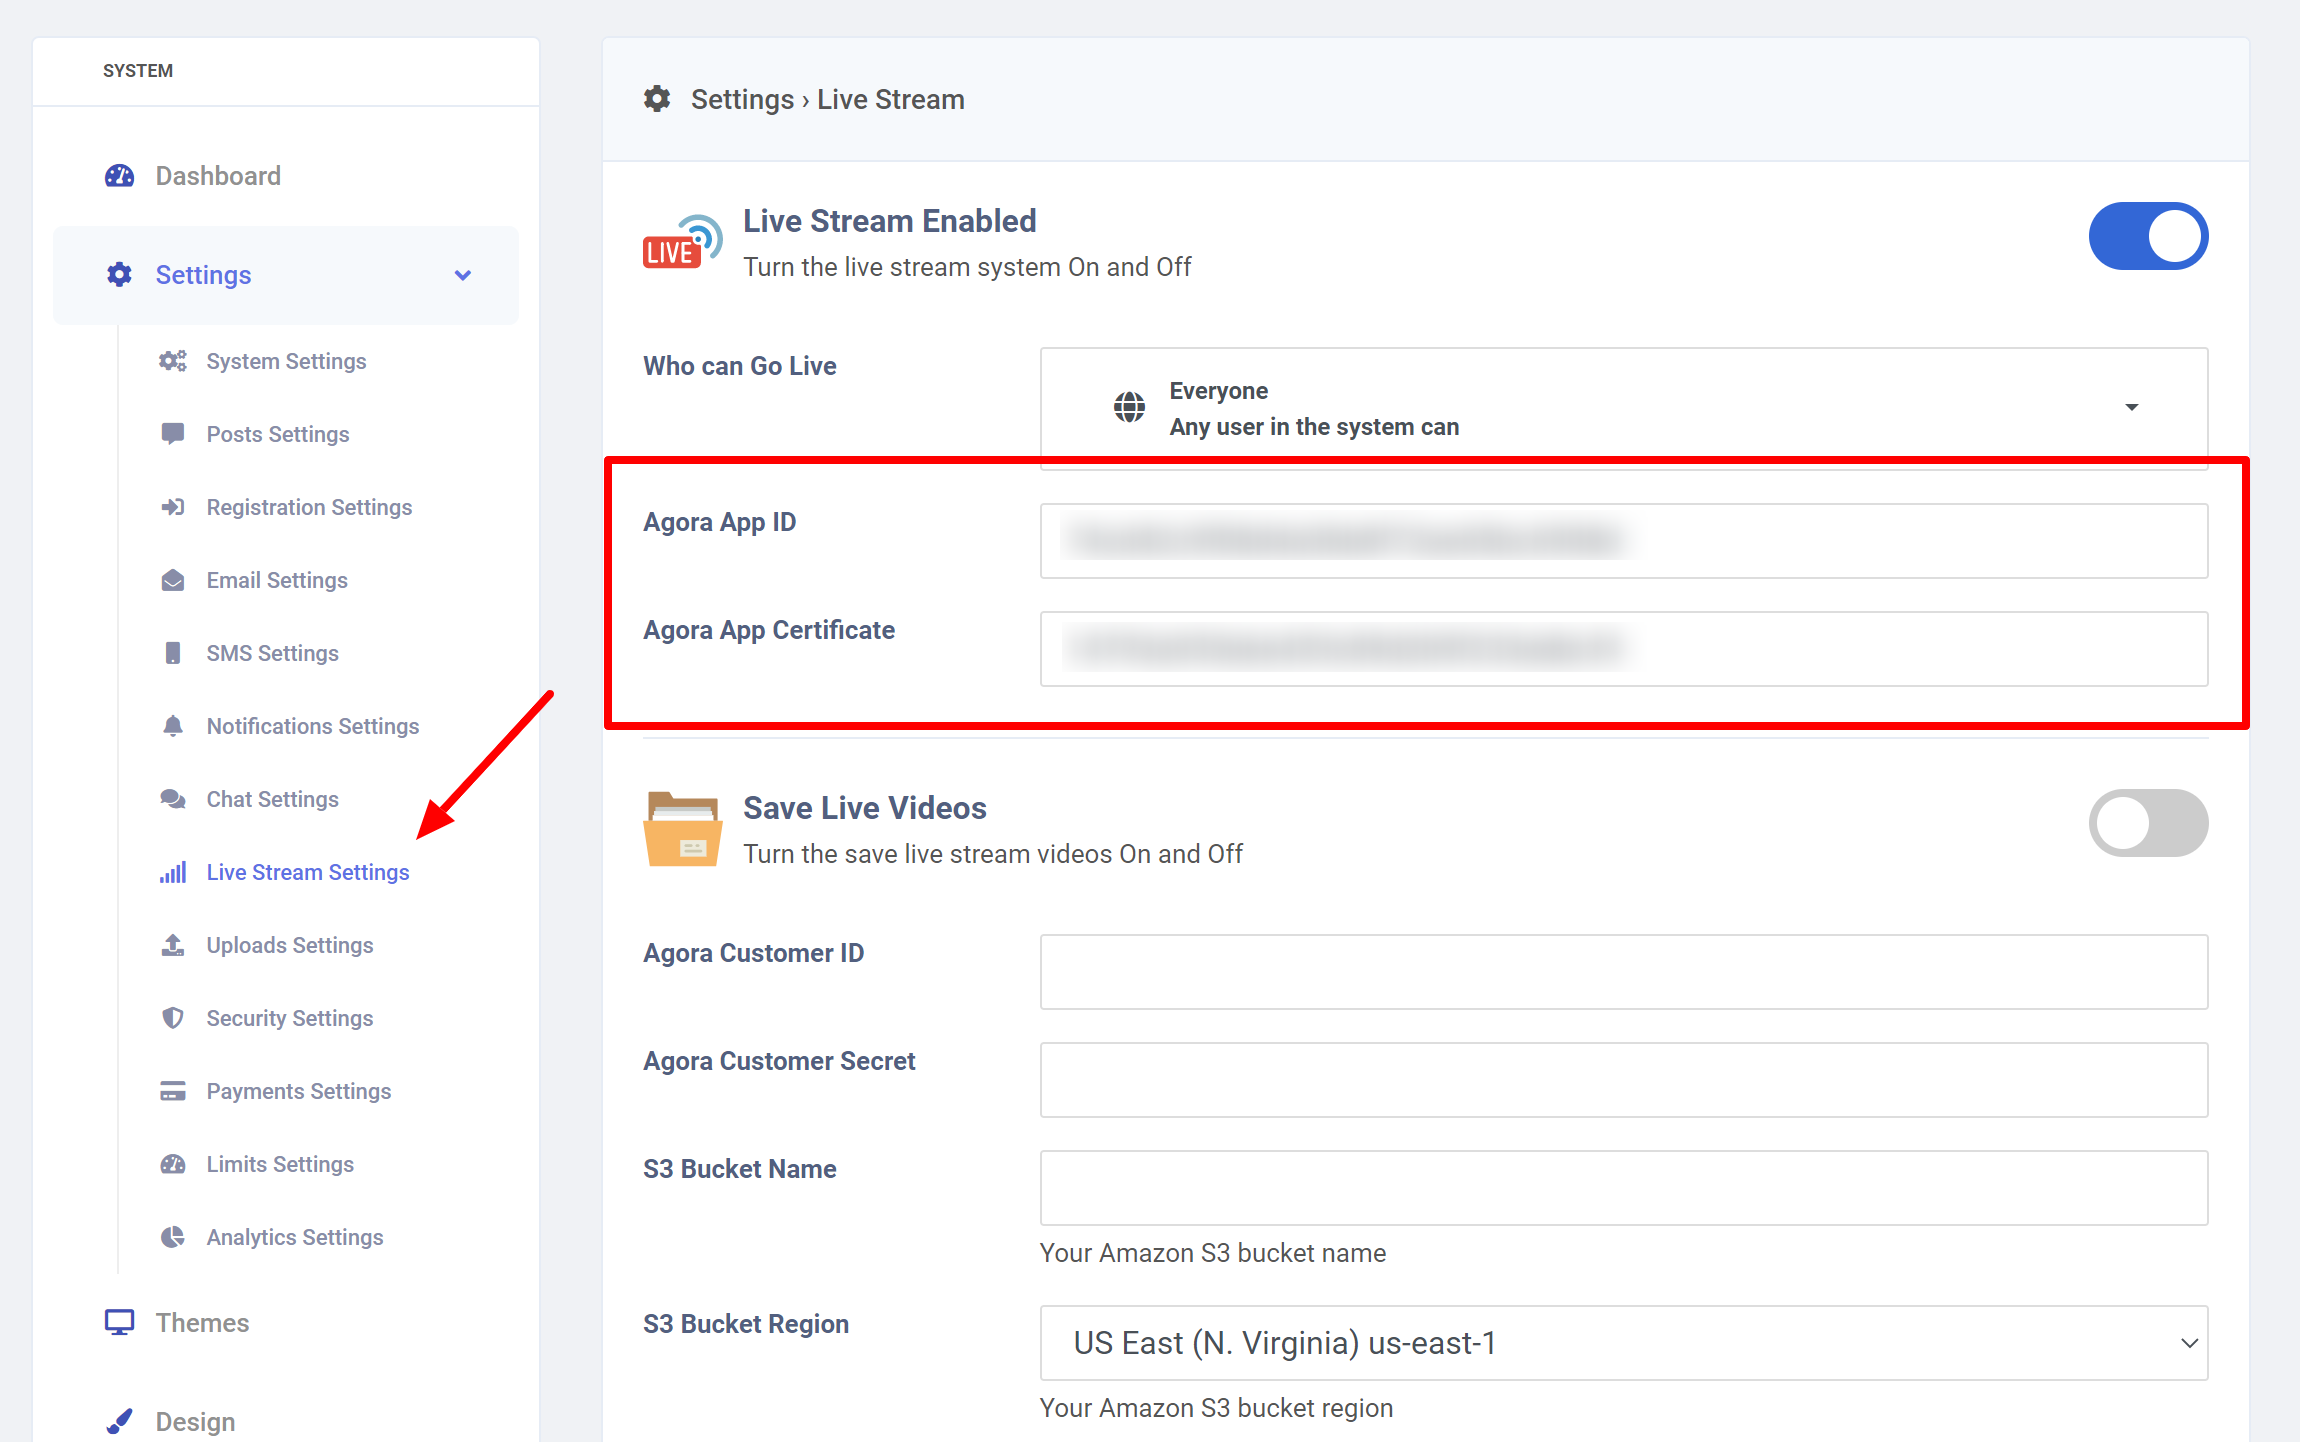 SYSTEM
Dashboard
Settings
System Settings
Posts Settings
Registration Settings
Email Settings
SMS Settings
Notifications Settings
Chat Settings
Live Stream Settings
Uploads Settings
Security Settings
Payments Settings
Limits Settings
Analytics Settings
Themes
Design
Settings › Live Stream
LIVE
Live Stream Enabled
Turn the live stream system On and Off
Who can Go Live
Everyone
Any user in the system can
Agora App ID
Agora App Certificate
Save Live Videos
Turn the save live stream videos On and Off
Agora Customer ID
Agora Customer Secret
S3 Bucket Name
Your Amazon S3 bucket name
S3 Bucket Region
US East (N. Virginia) us-east-1
Your Amazon S3 bucket region